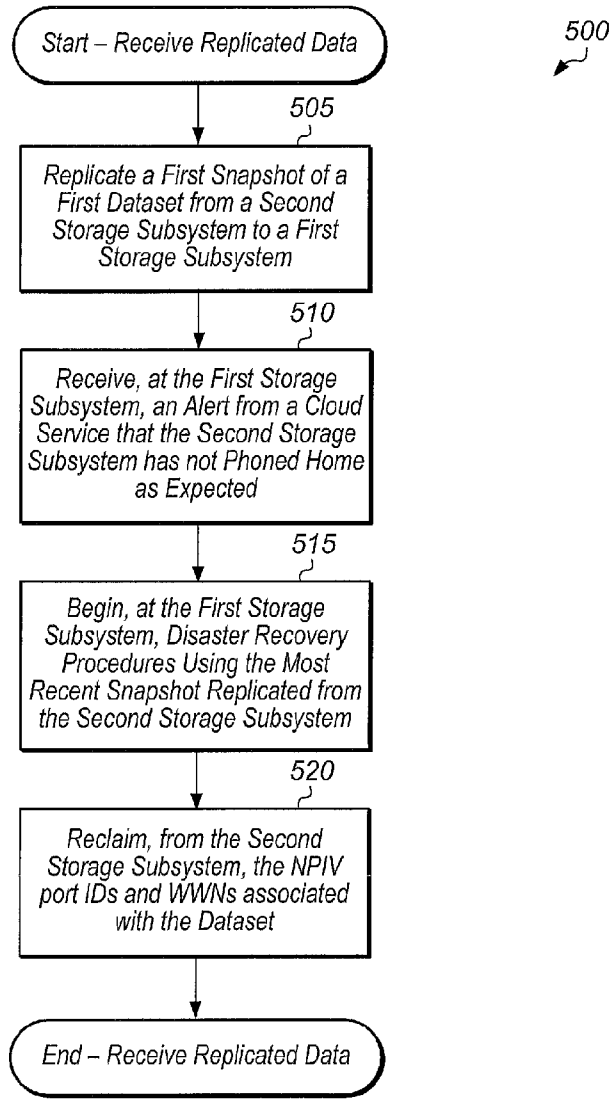 Start – Receive Replicated Data
500
505
Replicate a First Snapshot of a
First Dataset from a Second
Storage Subsystem to a First
Storage Subsystem
510
Receive, at the First Storage
Subsystem, an Alert from a Cloud
Service that the Second Storage
Subsystem has not Phoned Home
as Expected
515
Begin, at the First Storage
Subsystem, Disaster Recovery
Procedures Using the Most
Recent Snapshot Replicated from
the Second Storage Subsystem
520
Reclaim, from the Second
Storage Subsystem, the NPIV
port IDs and WWNs associated
with the Dataset
End – Receive Replicated Data